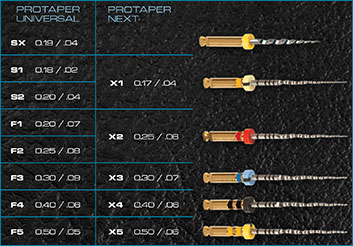 PROTAPER UNIVERSAL
PROTAPER NEXT
SX 0.19 / .04
S1 0.18 / .02
S2 0.20 / .04
X1 0.17 / .04
F1 0.20 / .07
F2 0.25 / .08
X2 0.25 / .06
F3 0.30 / .09
X3 0.30 / .07
F4 0.40 / .06
X4 0.40 / .06
F5 0.50 / .05
X5 0.50 / .06